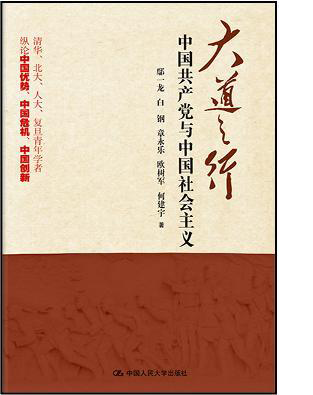 大道之行
中国共产党与中国社会主义
鄢一龙 白钢 章永乐 欧树军 何建宇 著
清华、北大、人大、复旦青年学者
纵论中国优势、中国危机、中国创新
中国人民大学出版社